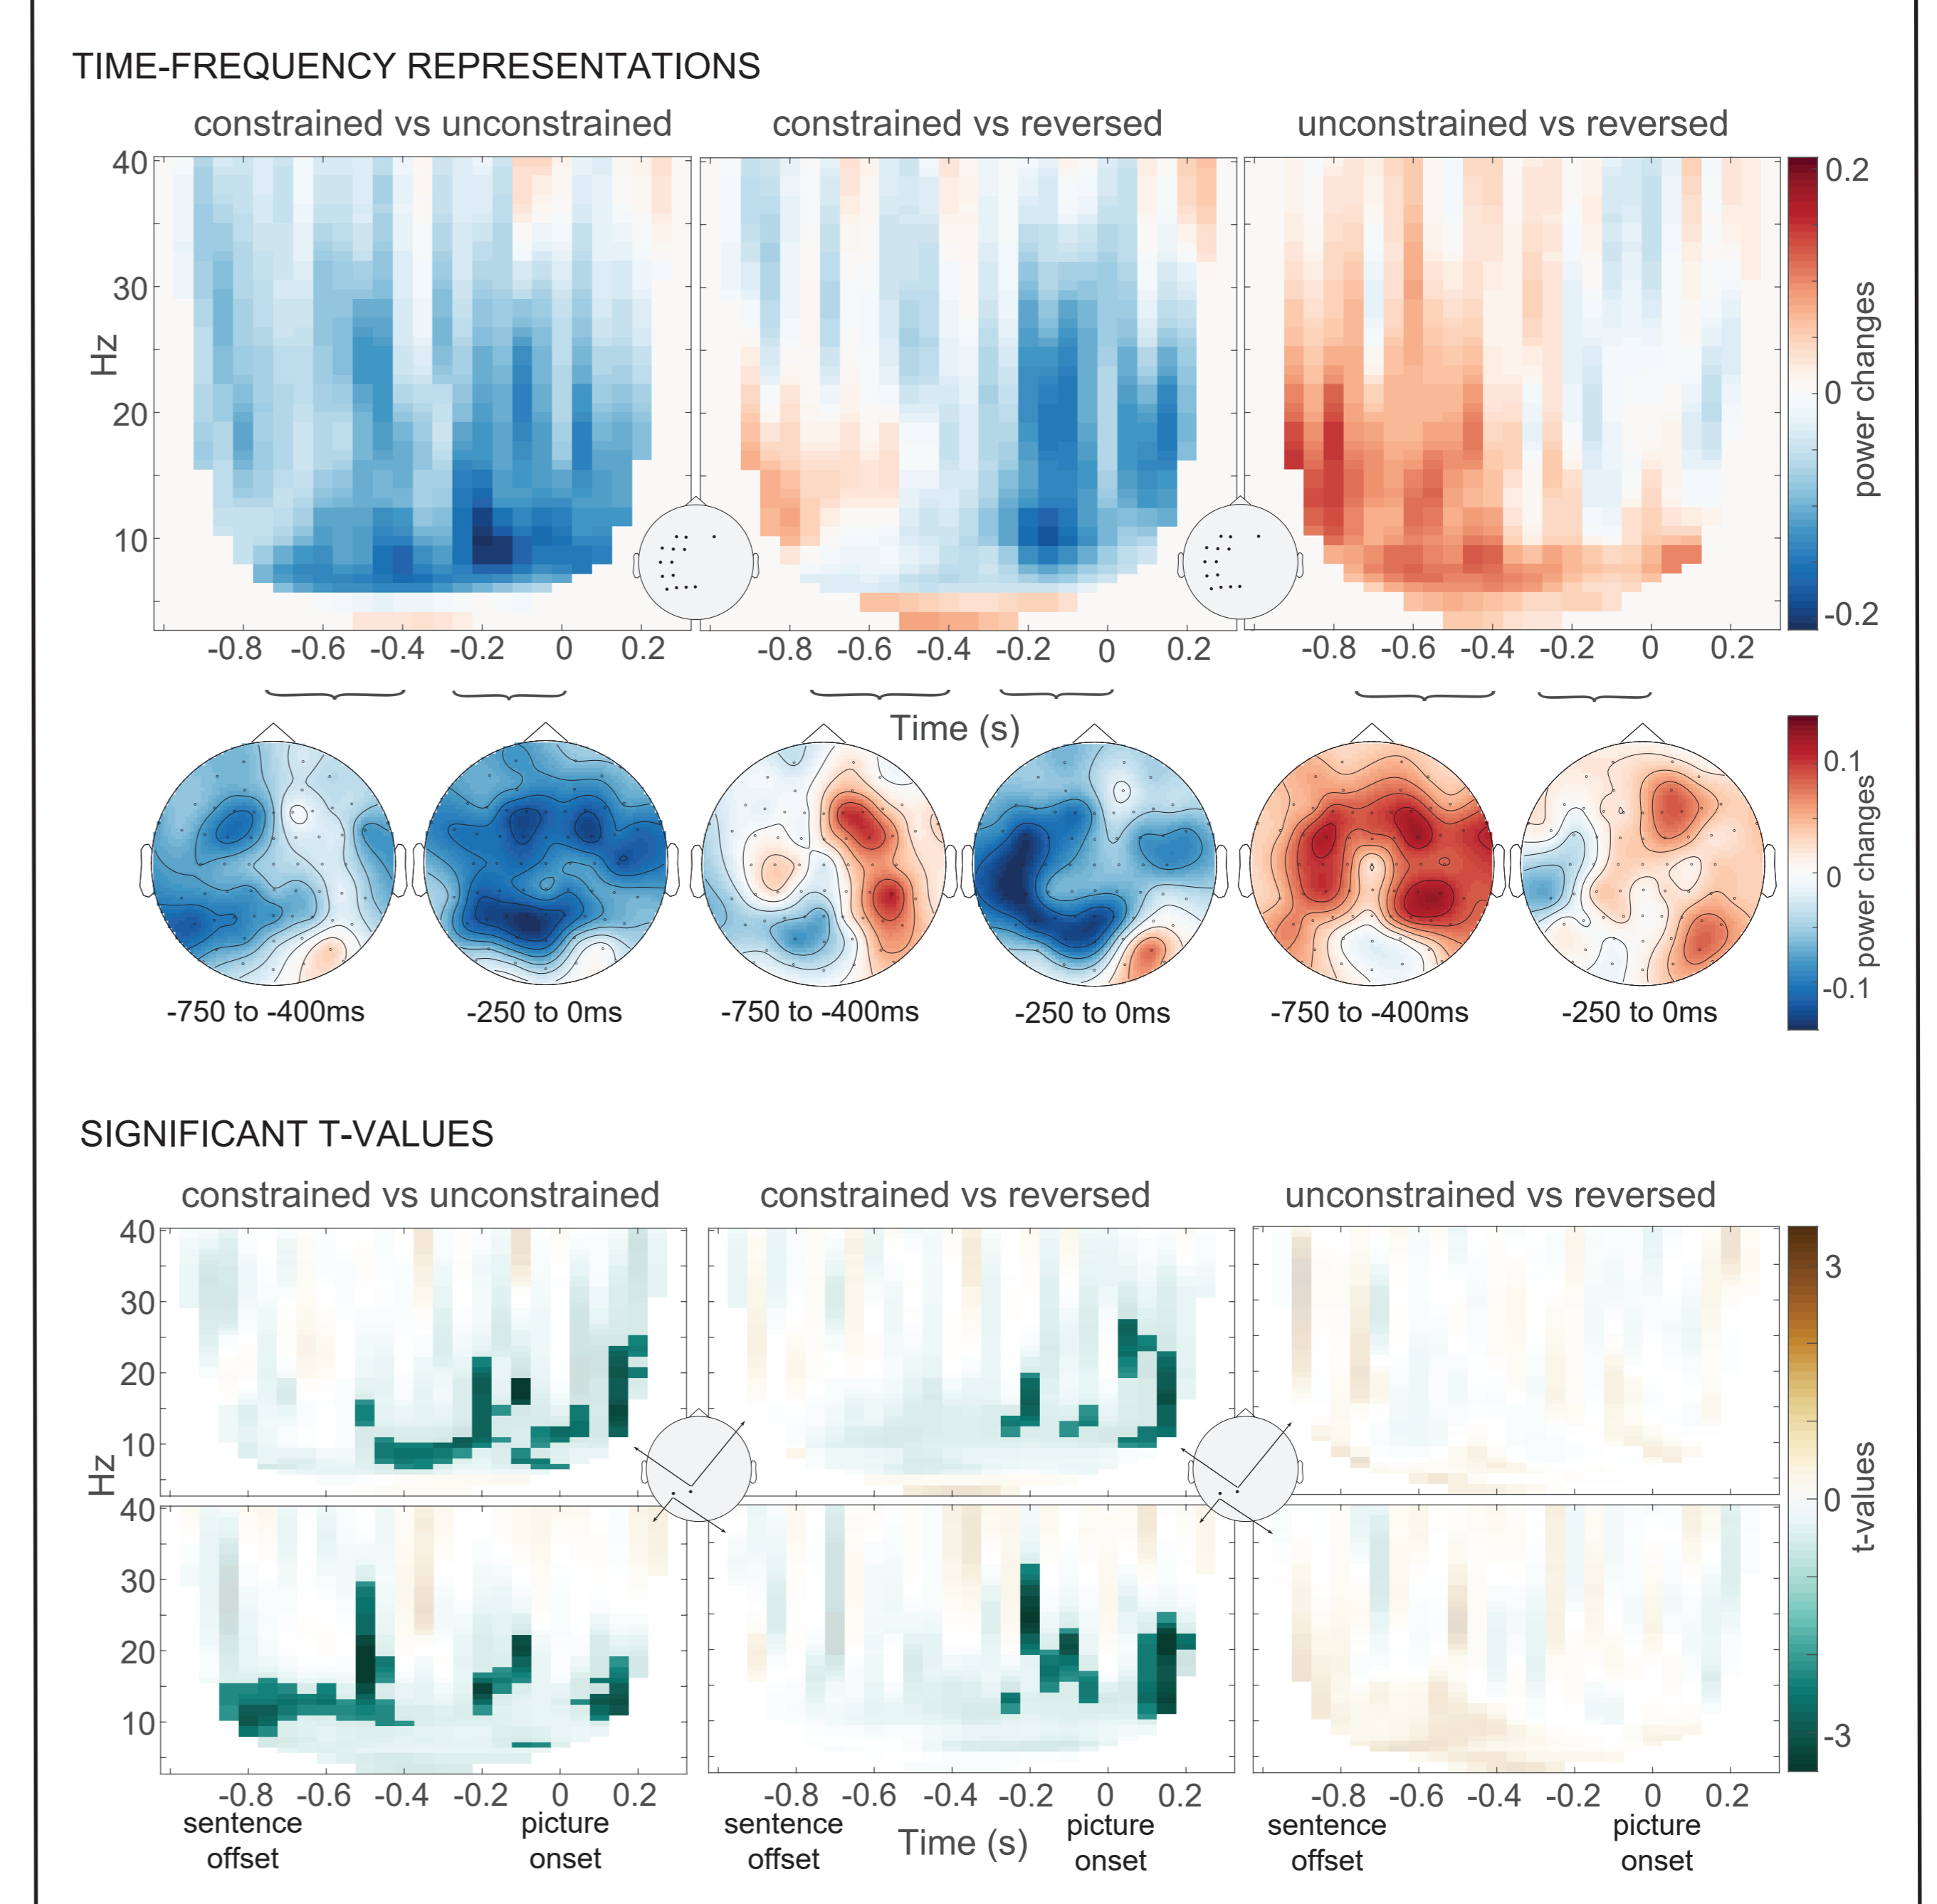 TIME-FREQUENCY REPRESENTATIONS
constrained vs unconstrained
constrained vs reversed
unconstrained vs reversed
40
30
20
10
Hz
0.2
0
-0.2
power changes
-0.8 -0.6 -0.4 -0.2 0 0.2
-0.8 -0.6 -0.4 -0.2 0 0.2
-0.8 -0.6 -0.4 -0.2 0 0.2
Time (s)
0.1
0
-0.1
power changes
-750 to -400ms
-250 to 0ms
-750 to -400ms
-250 to 0ms
-750 to -400ms
-250 to 0ms
SIGNIFICANT T-VALUES
constrained vs unconstrained
constrained vs reversed
unconstrained vs reversed
40
30
20
10
Hz
40
30
20
10
3
0
-3
t-values
-0.8 -0.6 -0.4 -0.2 0 0.2
-0.8 -0.6 -0.4 -0.2 0 0.2
-0.8 -0.6 -0.4 -0.2 0 0.2
sentence
offset
picture
onset
sentence
offset
Time (s)
picture
onset
sentence
offset
picture
onset